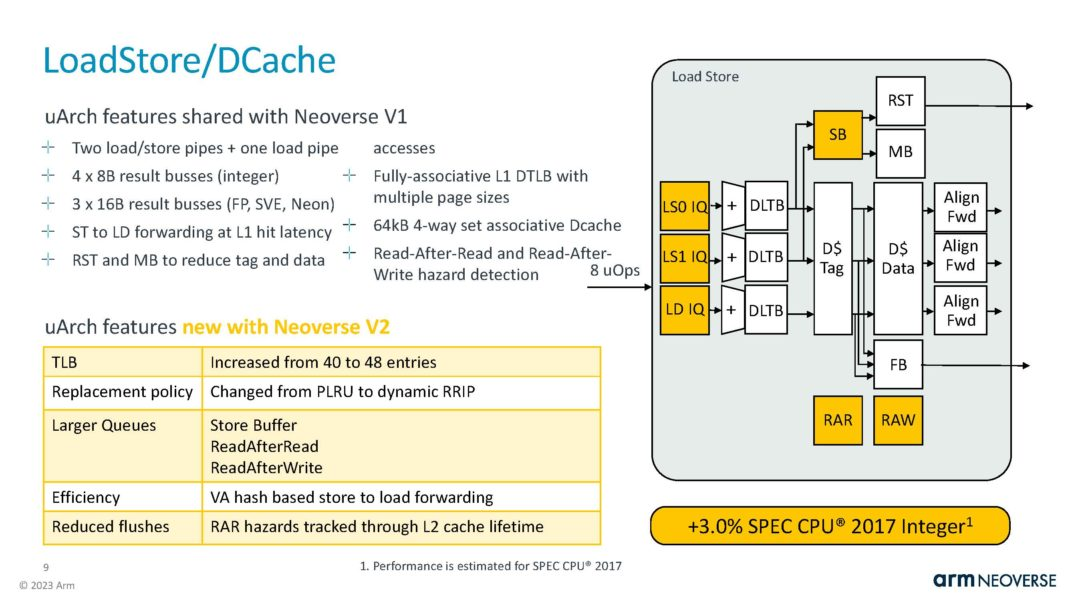 LoadStore/DCache
uArch features shared with Neoverse V1
Two load/store pipes + one load pipe
4 x 8B result busses (integer)
3 x 16B result busses (FP, SVE, Neon)
ST to LD forwarding at L1 hit latency
RST and MB to reduce tag and data
accesses
Fully-associative L1 DTLB with
multiple page sizes
64kB 4-way set associative Dcache
Read-After-Read and Read-After-
Write hazard detection
uArch features new with Neoverse V2
TLB Increased from 40 to 48 entries
Replacement policy Changed from PLRU to dynamic RRIP
Larger Queues Store Buffer
ReadAfterRead
ReadAfterWrite
Efficiency VA hash based store to load forwarding
Reduced flushes RAR hazards tracked through L2 cache lifetime
Load Store
RST
SB
MB
LS0 IQ + DLTB
Align
Fwd
8 uOps
LS1 IQ + DLTB
D$
Tag
D$
Data
Align
Fwd
LD IQ + DLTB
Align
Fwd
FB
RAR RAW
+3.0% SPEC CPU® 2017 Integer1
1. Performance is estimated for SPEC CPU® 2017
9
© 2023 Arm
arm NEOVERSE